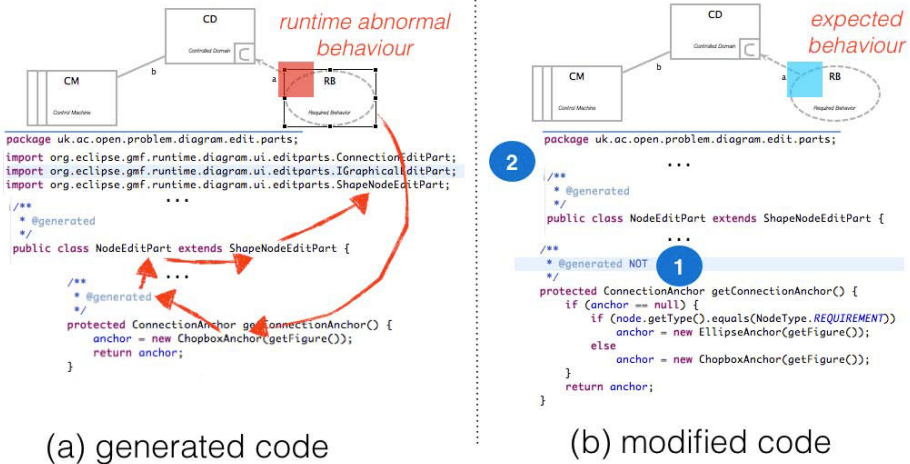 CD
Controlled Domain
C
runtime abnormal
behaviour
b
a
CM
Control Machine
RB
Required Behavior
package uk.ac.open.problem.diagram.edit.parts;
import org.eclipse.gmf.runtime.diagram.ui.editparts.ConnectionEditPart;
import org.eclipse.gmf.runtime.diagram.ui.editparts.IGraphicalEditPart;
import org.eclipse.gmf.runtime.diagram.ui.editparts.ShapeNodeEditPart;
...
/**
* @generated
*/
public class NodeEditPart extends ShapeNodeEditPart {
...
/**
* @generated
*/
protected ConnectionAnchor getConnectionAnchor() {
anchor = new ChopboxAnchor(getFigure());
return anchor;
}
(a) generated code
CD
Controlled Domain
C
expected
behaviour
b
a
CM
Control Machine
RB
Required Behavior
package uk.ac.open.problem.diagram.edit.parts;
...
2
/**
* @generated
*/
public class NodeEditPart extends ShapeNodeEditPart {
...
/**
* @generated NOT
1
*/
protected ConnectionAnchor getConnectionAnchor() {
if (anchor == null) {
if (node.getType().equals(NodeType.REQUIREMENT))
anchor = new EllipseAnchor(getFigure());
else
anchor = new ChopboxAnchor(getFigure());
}
return anchor;
}
(b) modified code